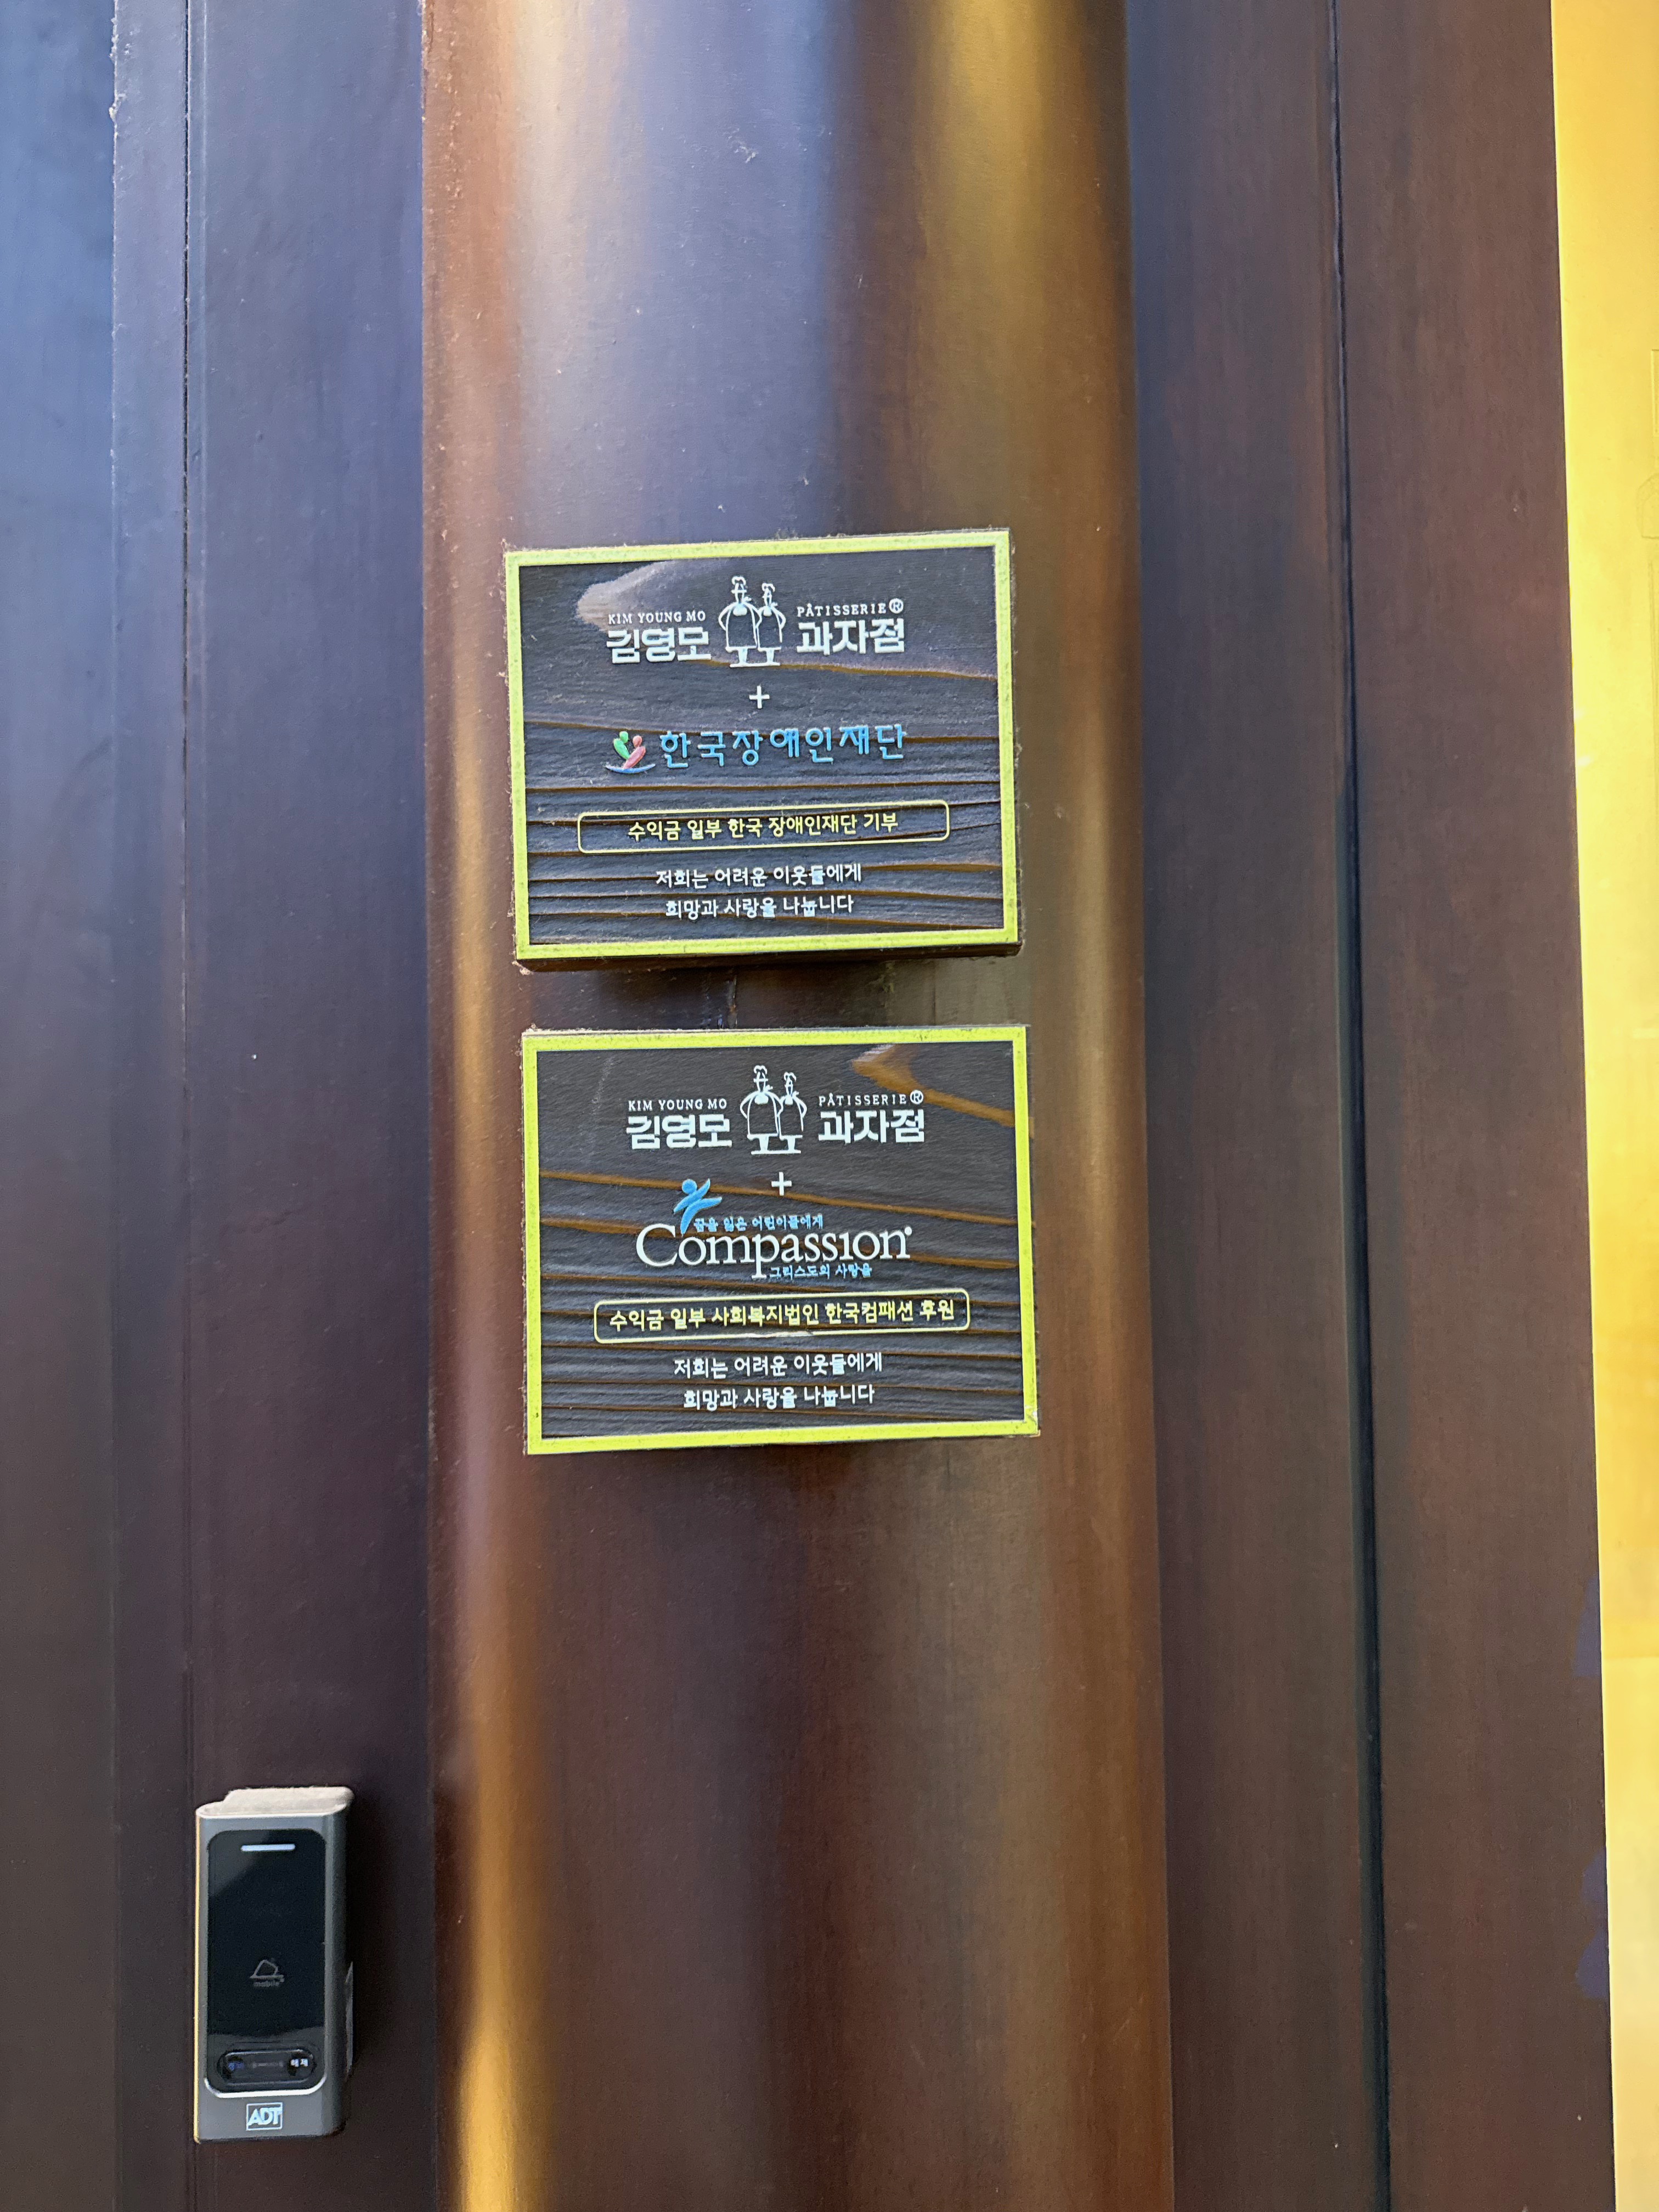 KIM YOUNG MO PÂTISSERIE®
김영모 과자점
+
한국장애인재단
수익금 일부 한국 장애인재단 기부
저희는 어려운 이웃들에게
희망과 사랑을 나눕니다
KIM YOUNG MO PÂTISSERIE®
김영모 과자점
+
꿈을 잃은 어린이들에게
Compassion®
그리스도의 사랑을
수익금 일부 사회복지법인 한국컴패션 후원
저희는 어려운 이웃들에게
희망과 사랑을 나눕니다
mobile
해제
ADT